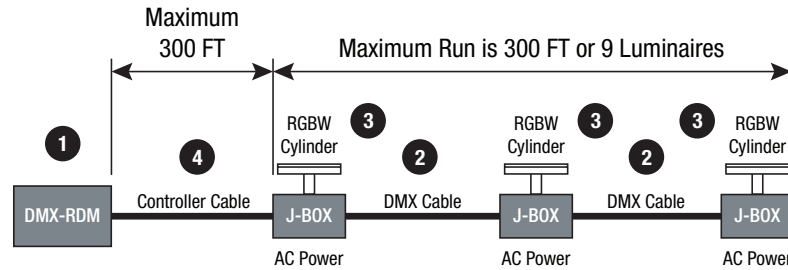 Maximum
300 FT
Maximum Run is 300 FT or 9 Luminaires
1
4
RGBW
Cylinder
3
2
RGBW
Cylinder
3
2
3
RGBW
Cylinder
DMX-RDM
Controller Cable
J-BOX
DMX Cable
J-BOX
DMX Cable
J-BOX
AC Power
AC Power
AC Power